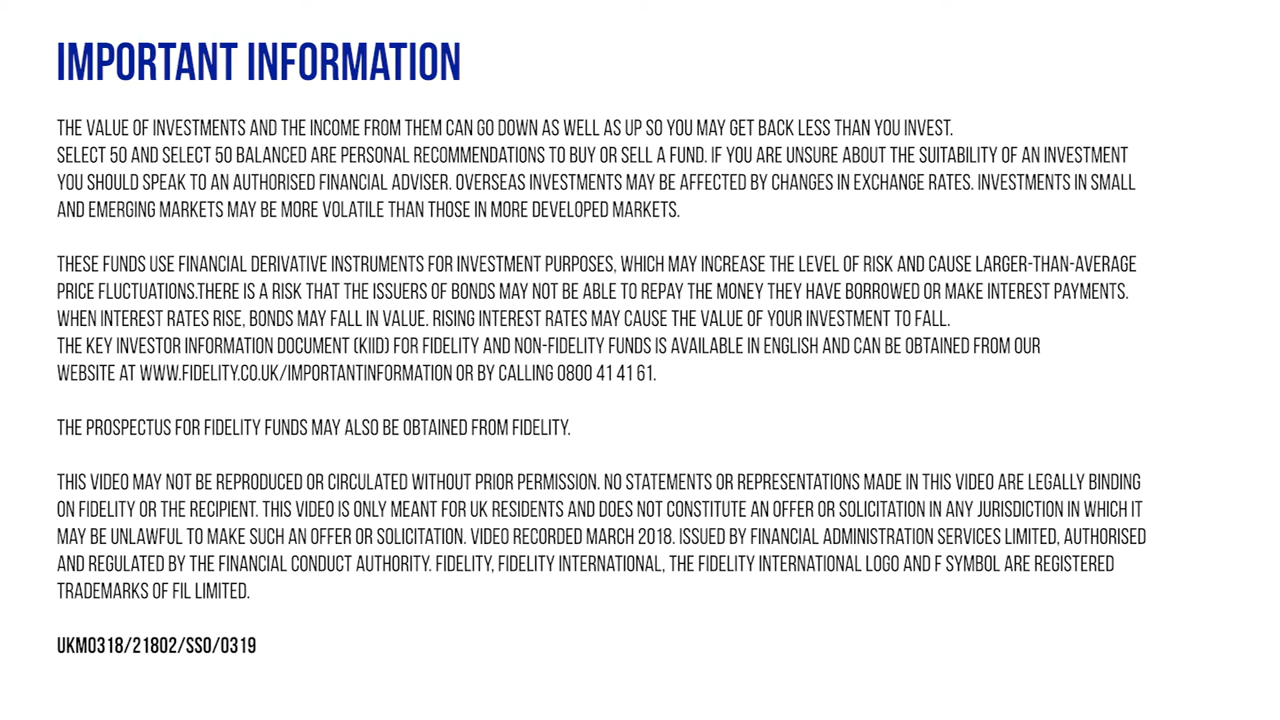 IMPORTANT INFORMATION
THE VALUE OF INVESTMENTS AND THE INCOME FROM THEM CAN GO DOWN AS WELL AS UP SO YOU MAY GET BACK LESS THAN YOU INVEST.
SELECT 50 AND SELECT 50 BALANCED ARE PERSONAL RECOMMENDATIONS TO BUY OR SELL A FUND. IF YOU ARE UNSURE ABOUT THE SUITABILITY OF AN INVESTMENT
YOU SHOULD SPEAK TO AN AUTHORISED FINANCIAL ADVISER. OVERSEAS INVESTMENTS MAY BE AFFECTED BY CHANGES IN EXCHANGE RATES. INVESTMENTS IN SMALL
AND EMERGING MARKETS MAY BE MORE VOLATILE THAN THOSE IN MORE DEVELOPED MARKETS.
THESE FUNDS USE FINANCIAL DERIVATIVE INSTRUMENTS FOR INVESTMENT PURPOSES, WHICH MAY INCREASE THE LEVEL OF RISK AND CAUSE LARGER-THAN-AVERAGE
PRICE FLUCTUATIONS.THERE IS A RISK THAT THE ISSUERS OF BONDS MAY NOT BE ABLE TO REPAY THE MONEY THEY HAVE BORROWED OR MAKE INTEREST PAYMENTS.
WHEN INTEREST RATES RISE, BONDS MAY FALL IN VALUE. RISING INTEREST RATES MAY CAUSE THE VALUE OF YOUR INVESTMENT TO FALL.
THE KEY INVESTOR INFORMATION DOCUMENT (KIID) FOR FIDELITY AND NON-FIDELITY FUNDS IS AVAILABLE IN ENGLISH AND CAN BE OBTAINED FROM OUR
WEBSITE AT WWW.FIDELITY.CO.UK/IMPORTANTINFORMATION OR BY CALLING 0800 41 41 61.
THE PROSPECTUS FOR FIDELITY FUNDS MAY ALSO BE OBTAINED FROM FIDELITY.
THIS VIDEO MAY NOT BE REPRODUCED OR CIRCULATED WITHOUT PRIOR PERMISSION. NO STATEMENTS OR REPRESENTATIONS MADE IN THIS VIDEO ARE LEGALLY BINDING
ON FIDELITY OR THE RECIPIENT. THIS VIDEO IS ONLY MEANT FOR UK RESIDENTS AND DOES NOT CONSTITUTE AN OFFER OR SOLICITATION IN ANY JURISDICTION IN WHICH IT
MAY BE UNLAWFUL TO MAKE SUCH AN OFFER OR SOLICITATION. VIDEO RECORDED MARCH 2018. ISSUED BY FINANCIAL ADMINISTRATION SERVICES LIMITED, AUTHORISED
AND REGULATED BY THE FINANCIAL CONDUCT AUTHORITY. FIDELITY, FIDELITY INTERNATIONAL, THE FIDELITY INTERNATIONAL LOGO AND F SYMBOL ARE REGISTERED
TRADEMARKS OF FIL LIMITED.
UKM0318/21802/SSO/0319